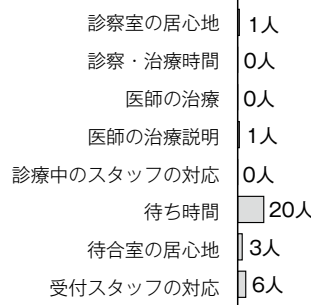 診察室の居心地 1人
診察・治療時間 0人
医師の治療 0人
医師の治療説明 1人
診療中のスタッフの対応 0人
待ち時間 20人
待合室の居心地 3人
受付スタッフの対応 6人